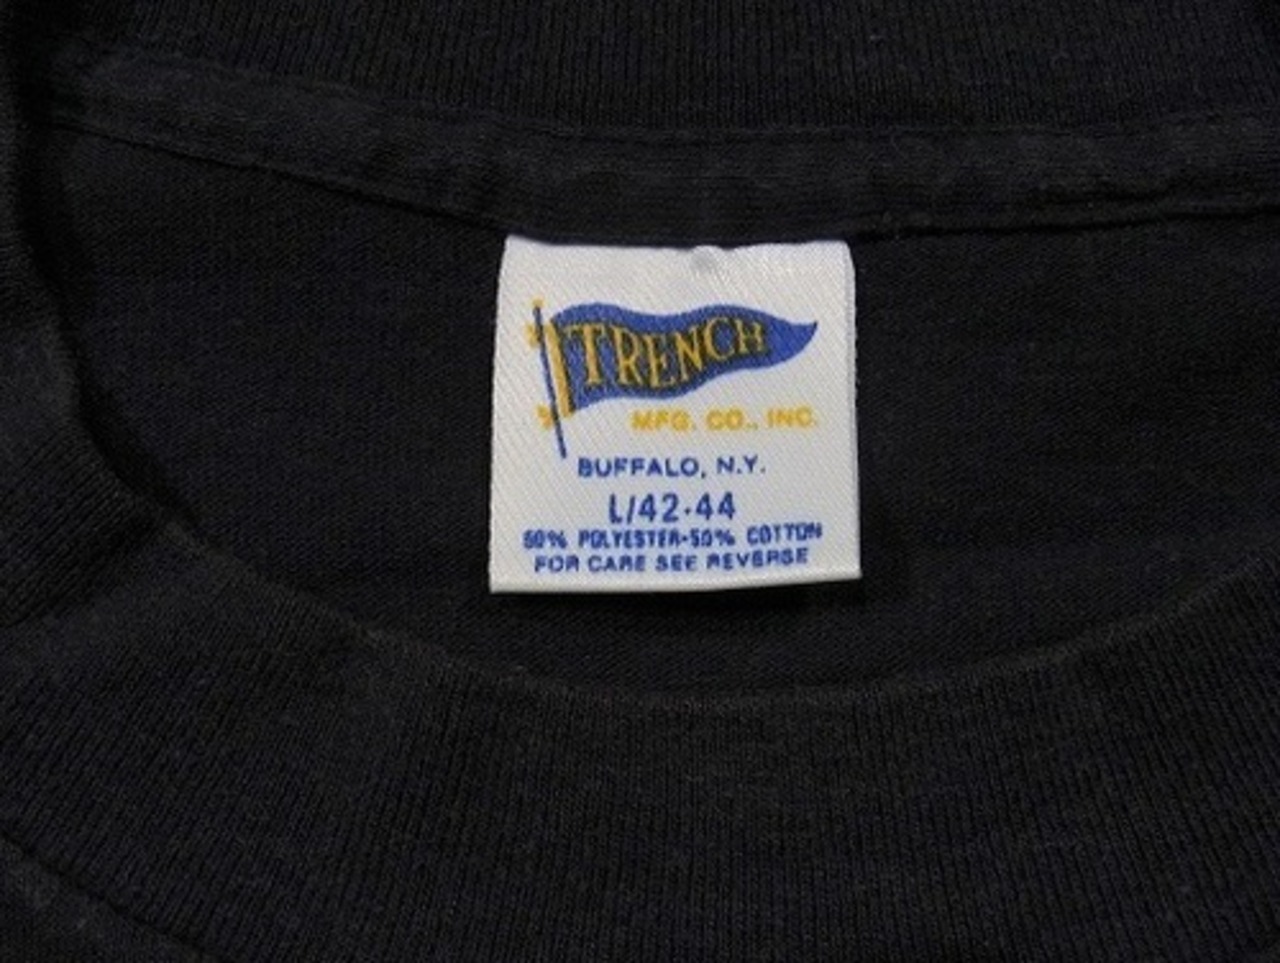 TRENCH
MFG. CO., INC.
BUFFALO, N.Y.
L/42-44
50% POLYESTER-50% COTTON
FOR CARE SEE REVERSE